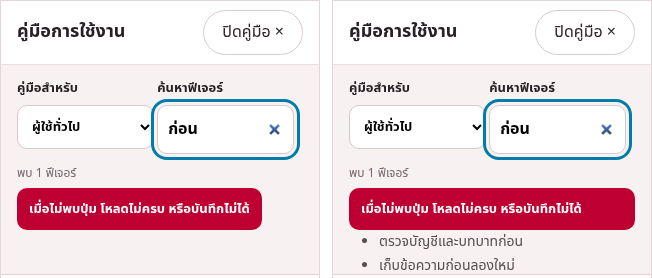 คู่มือการใช้งาน
ปิดคู่มือ ×
คู่มือสำหรับ
ค้นหาฟีเจอร์
ผู้ใช้ทั่วไป
ก่อน
พบ 1 ฟีเจอร์
เมื่อไม่พบปุ่ม โหลดไม่ครบ หรือบันทึกไม่ได้
คู่มือการใช้งาน
ปิดคู่มือ ×
คู่มือสำหรับ
ค้นหาฟีเจอร์
ผู้ใช้ทั่วไป
ก่อน
พบ 1 ฟีเจอร์
เมื่อไม่พบปุ่ม โหลดไม่ครบ หรือบันทึกไม่ได้
ตรวจบัญชีและบทบาทก่อน
เก็บข้อความก่อนลองใหม่